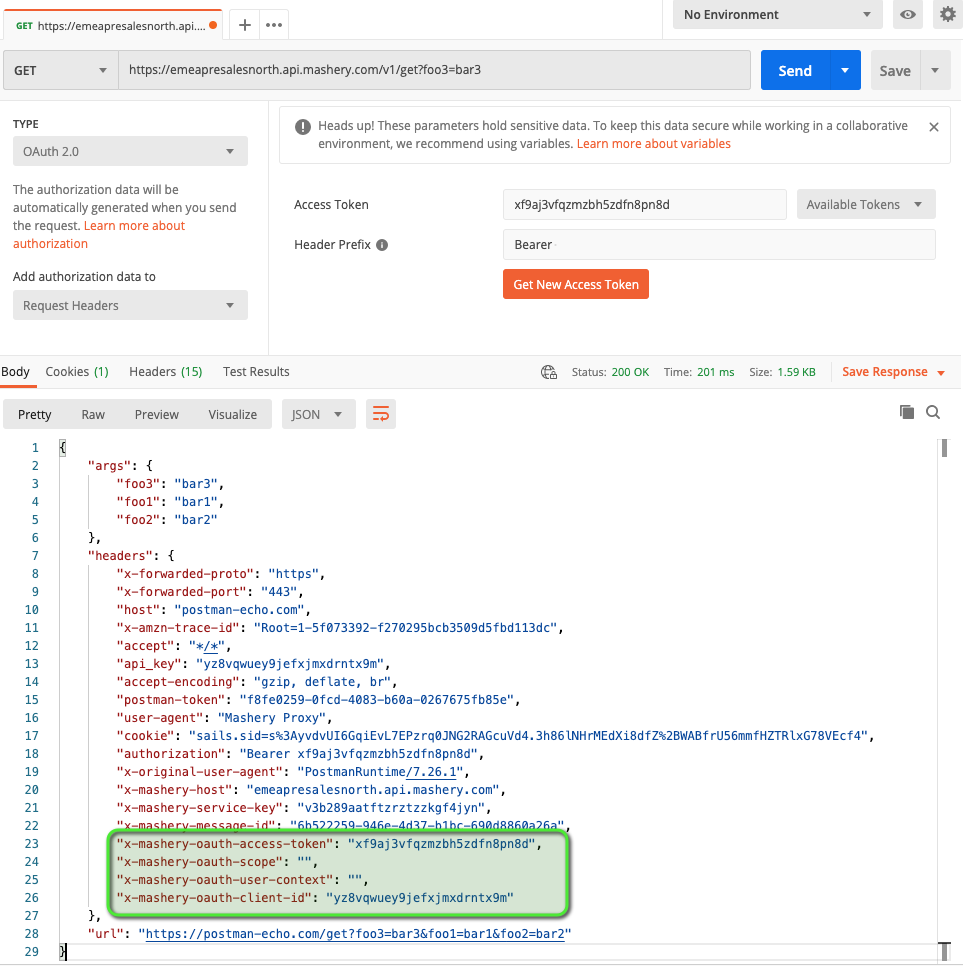 GET https://emeapresalesnorth.api....
No Environment
GET
https://emeapresalesnorth.api.mashery.com/v1/get?foo3=bar3
Send
Save
TYPE
OAuth 2.0
The authorization data will be
automatically generated when you send
the request. Learn more about
authorization
Add authorization data to
Request Headers
Heads up! These parameters hold sensitive data. To keep this data secure while working in a collaborative
environment, we recommend using variables. Learn more about variables
Access Token
xf9aj3vfqzmzbh5zdfn8pn8d
Available Tokens
Header Prefix
Bearer
Get New Access Token
Body Cookies (1) Headers (15) Test Results
Status: 200 OK Time: 201 ms Size: 1.59 KB Save Response
Pretty Raw Preview Visualize JSON
1 {
2 "args": {
3 "foo3": "bar3",
4 "foo1": "bar1",
5 "foo2": "bar2"
6 },
7 "headers": {
8 "x-forwarded-proto": "https",
9 "x-forwarded-port": "443",
10 "host": "postman-echo.com",
11 "x-amzn-trace-id": "Root=1-5f073392-f270295bcb3509d5fbd113dc",
12 "accept": "*/*",
13 "api_key": "yz8vqwuey9jefxjmxdrntx9m",
14 "accept-encoding": "gzip, deflate, br",
15 "postman-token": "f8fe0259-0fcd-4083-b60a-0267675fb85e",
16 "user-agent": "Mashery Proxy",
17 "cookie": "sails.sid=s%3AyvdvUI6GqiEvL7EPzrq0JNG2RAGcuVd4.3h86lNHrMEdXi8dfZ%2BWABfrU56mmfHZTRlxG78VEcf4",
18 "authorization": "Bearer xf9aj3vfqzmzbh5zdfn8pn8d",
19 "x-original-user-agent": "PostmanRuntime/7.26.1",
20 "x-mashery-host": "emeapresalesnorth.api.mashery.com",
21 "x-mashery-service-key": "v3b289aatftzrztzzkgf4jyn",
22 "x-mashery-message-id": "6b522259-946e-4d37-b1bc-690d8860a26a",
23 "x-mashery-oauth-access-token": "xf9aj3vfqzmzbh5zdfn8pn8d",
24 "x-mashery-oauth-scope": "",
25 "x-mashery-oauth-user-context": "",
26 "x-mashery-oauth-client-id": "yz8vqwuey9jefxjmxdrntx9m"
27 },
28 "url": "https://postman-echo.com/get?foo3=bar3&foo1=bar1&foo2=bar2"
29 }